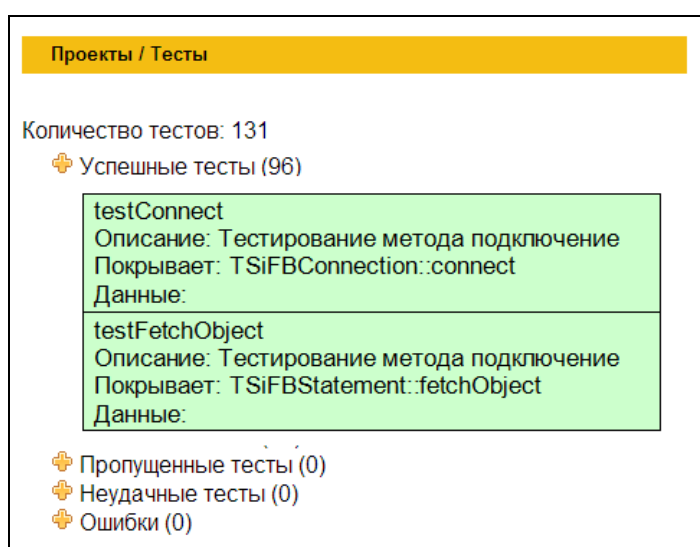 Проекты / Тесты
Количество тестов: 131
Успешные тесты (96)
testConnect
Описание: Тестирование метода подключение
Покрывает: TSiFBConnection::connect
Данные:
testFetchObject
Описание: Тестирование метода подключение
Покрывает: TSiFBStatement::fetchObject
Данные:
Пропущенные тесты (0)
Неудачные тесты (0)
Ошибки (0)